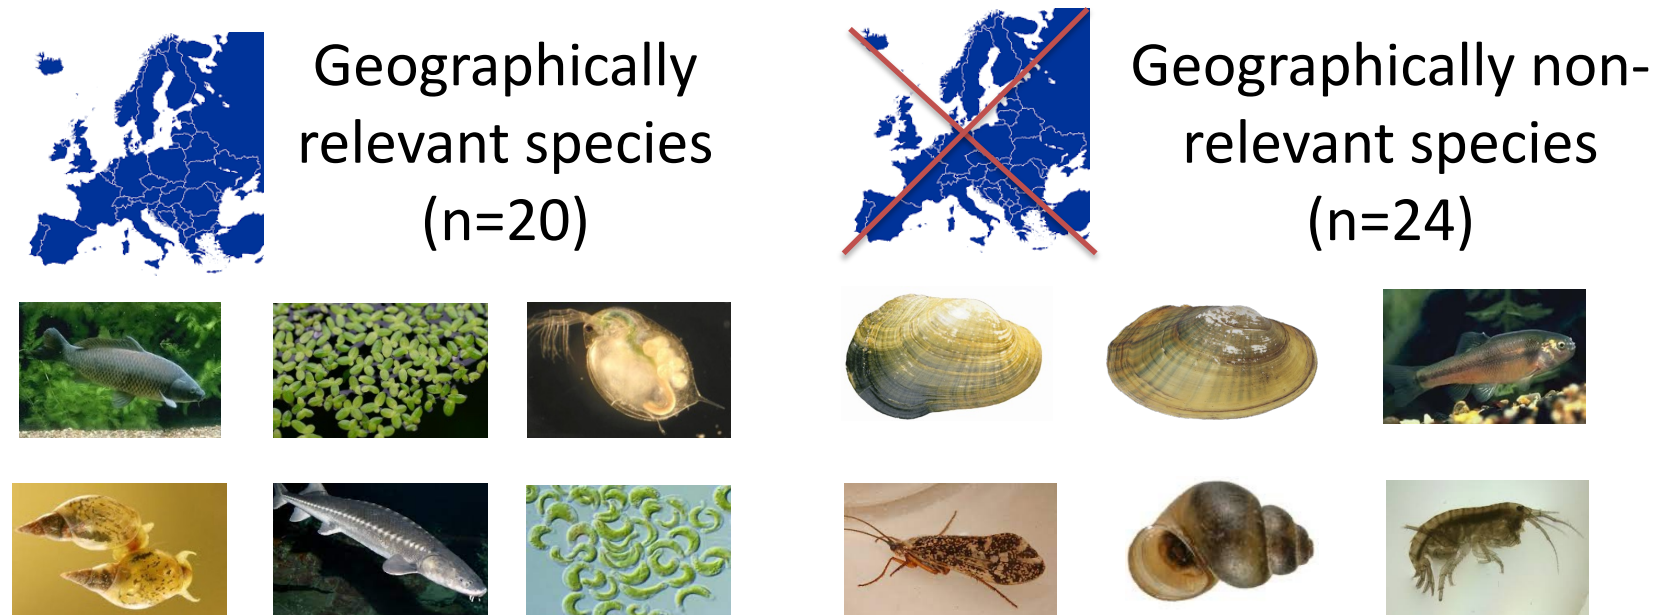 Geographically
relevant species
(n=20)
Geographically non-
relevant species
(n=24)